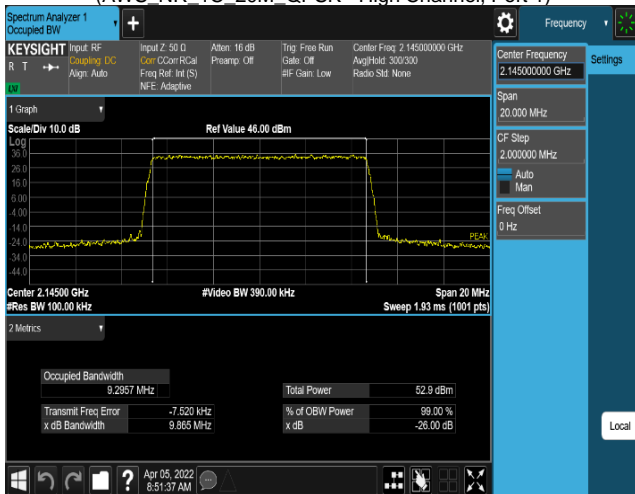 Spectrum Analyzer 1
Occupied BW
Frequency
KEYSIGHT
R T
Input: RF
Coupling: DC
Align: Auto
Input Z: 50 Ω
Corr CCorr RCal
Freq Ref: Int (S)
NFE: Adaptive
Atten: 16 dB
Preamp: Off
Trig: Free Run
Gate: Off
#IF Gain: Low
Center Freq: 2.145000000 GHz
Avg|Hold: 300/300
Radio Std: None
Center Frequency
2.145000000 GHz
Settings
Span
20.000 MHz
CF Step
2.000000 MHz
Auto
Man
Freq Offset
0 Hz
Local
1 Graph
Scale/Div 10.0 dB
Ref Value 46.00 dBm
Log
36.0
26.0
16.0
6.00
-4.00
-14.0
-24.0
-34.0
-44.0
PEAK
Center 2.14500 GHz
#Video BW 390.00 kHz
Span 20 MHz
#Res BW 100.00 kHz
Sweep 1.93 ms (1001 pts)
2 Metrics
Occupied Bandwidth
9.2957 MHz
Total Power 52.9 dBm
Transmit Freq Error -7.520 kHz
% of OBW Power 99.00 %
x dB Bandwidth 9.865 MHz
x dB -26.00 dB
Apr 05, 2022
8:51:37 AM